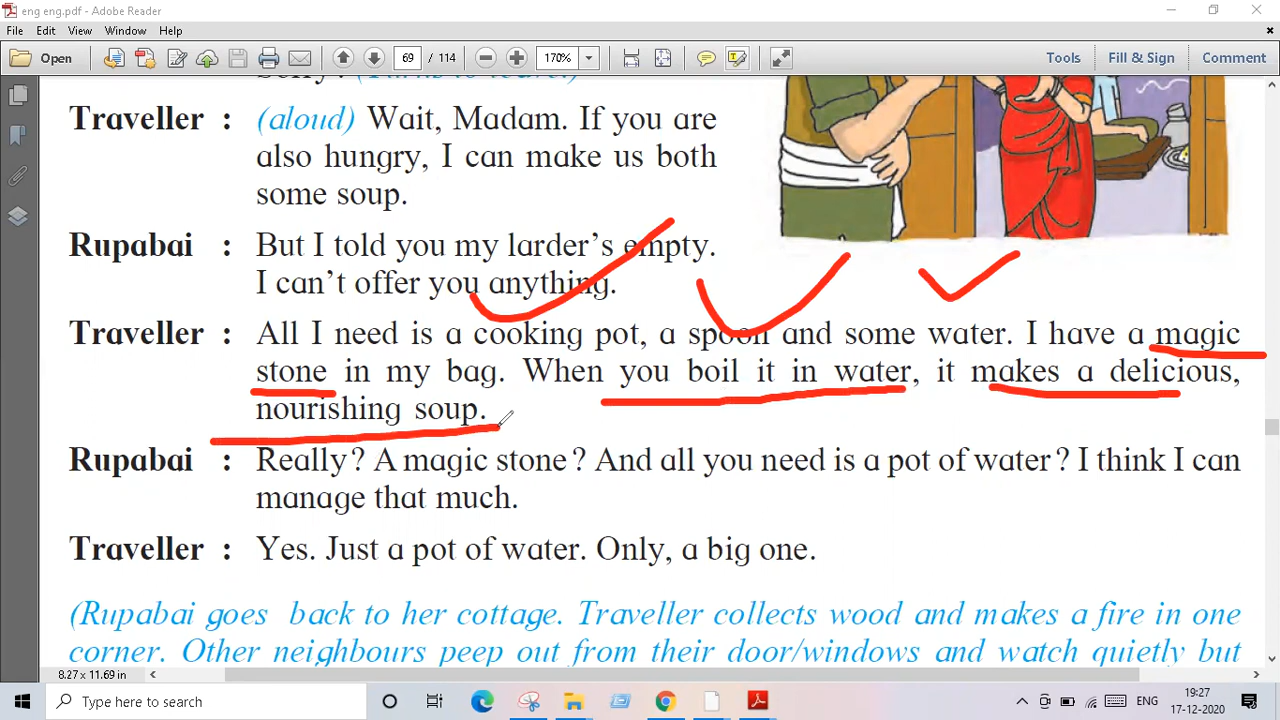 eng eng.pdf - Adobe Reader
File Edit View Window Help
Open 69 / 114 170% Tools Fill & Sign Comment
Traveller : (aloud) Wait, Madam. If you are
also hungry, I can make us both
some soup.
Rupabai : But I told you my larder's empty.
I can't offer you anything.
Traveller : All I need is a cooking pot, a spoon and some water. I have a magic
stone in my bag. When you boil it in water, it makes a delicious,
nourishing soup.
Rupabai : Really? A magic stone? And all you need is a pot of water? I think I can
manage that much.
Traveller : Yes. Just a pot of water. Only, a big one.
(Rupabai goes back to her cottage. Traveller collects wood and makes a fire in one
corner. Other neighbours peep out from their door/windows and watch quietly but
8.27 x 11.69 in
Type here to search
ENG
19:27
17-12-2020